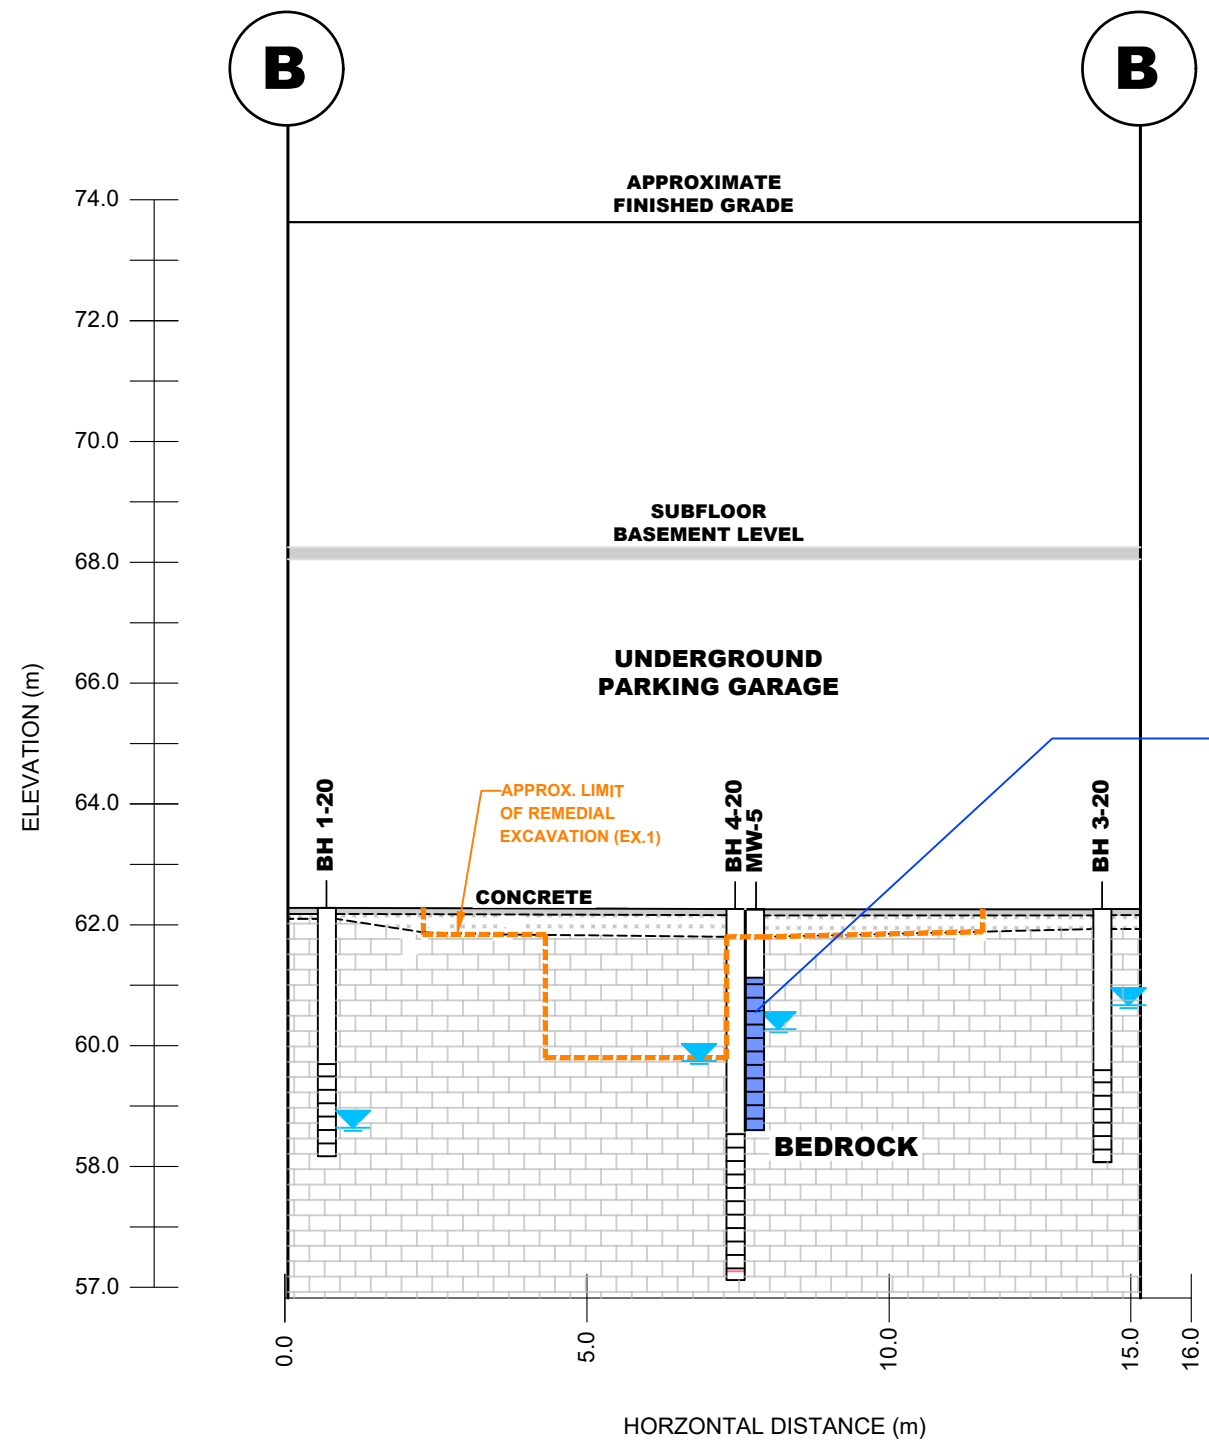 B
B
APPROXIMATE
FINISHED GRADE
74.0
72.0
70.0
SUBFLOOR
BASEMENT LEVEL
68.0
UNDERGROUND
PARKING GARAGE
66.0
ELEVATION (m)
64.0
APPROX. LIMIT
OF REMEDIAL
EXCAVATION (EX.1)
BH 1-20
BH 4-20
MW-5
BH 3-20
CONCRETE
62.0
60.0
BEDROCK
58.0
57.0
0.0
5.0
10.0
15.0
16.0
HORZONTAL DISTANCE (m)